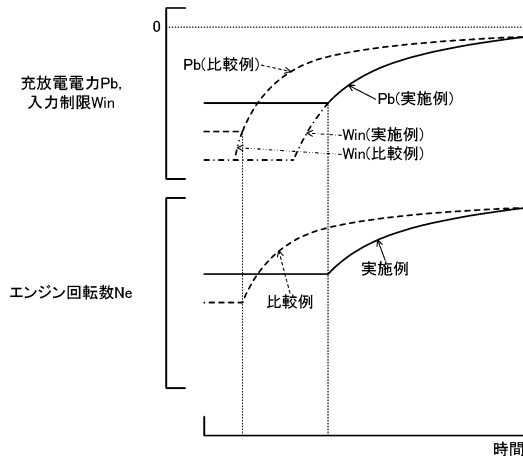 0
充放電電力Pb,
入力制限Win
Pb(比較例)
Pb(実施例)
Win(実施例)
Win(比較例)
エンジン回転数Ne
実施例
比較例
時間